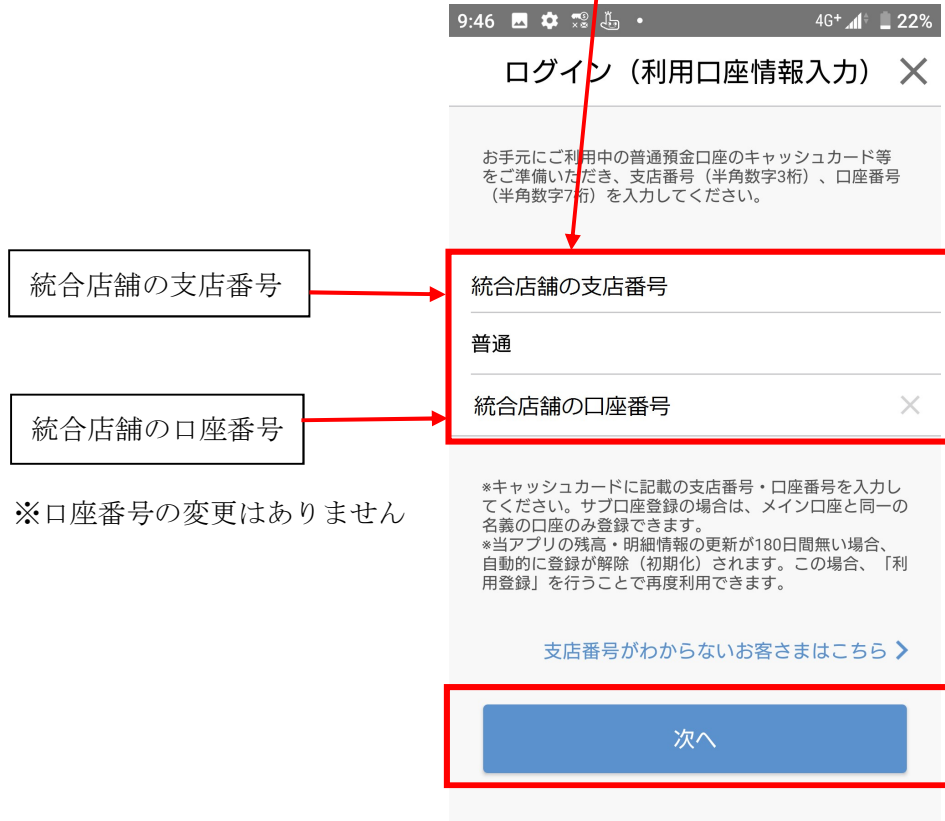 9:46 4G+ 22%
ログイン（利用口座情報入力）
お手元にご利用中の普通預金口座のキャッシュカード等
をご準備いただき、支店番号（半角数字3桁）、口座番号
（半角数字7桁）を入力してください。
統合店舗の支店番号
統合店舗の支店番号
普通
統合店舗の口座番号
統合店舗の口座番号
※口座番号の変更はありません
※キャッシュカードに記載の支店番号・口座番号を入力し
てください。サブ口座登録の場合は、メイン口座と同一の
名義の口座のみ登録できます。
※当アプリの残高・明細情報の更新が180日間無い場合、
自動的に登録が解除（初期化）されます。この場合、「利
用登録」を行うことで再度利用できます。
支店番号がわからないお客さまはこちら
次へ